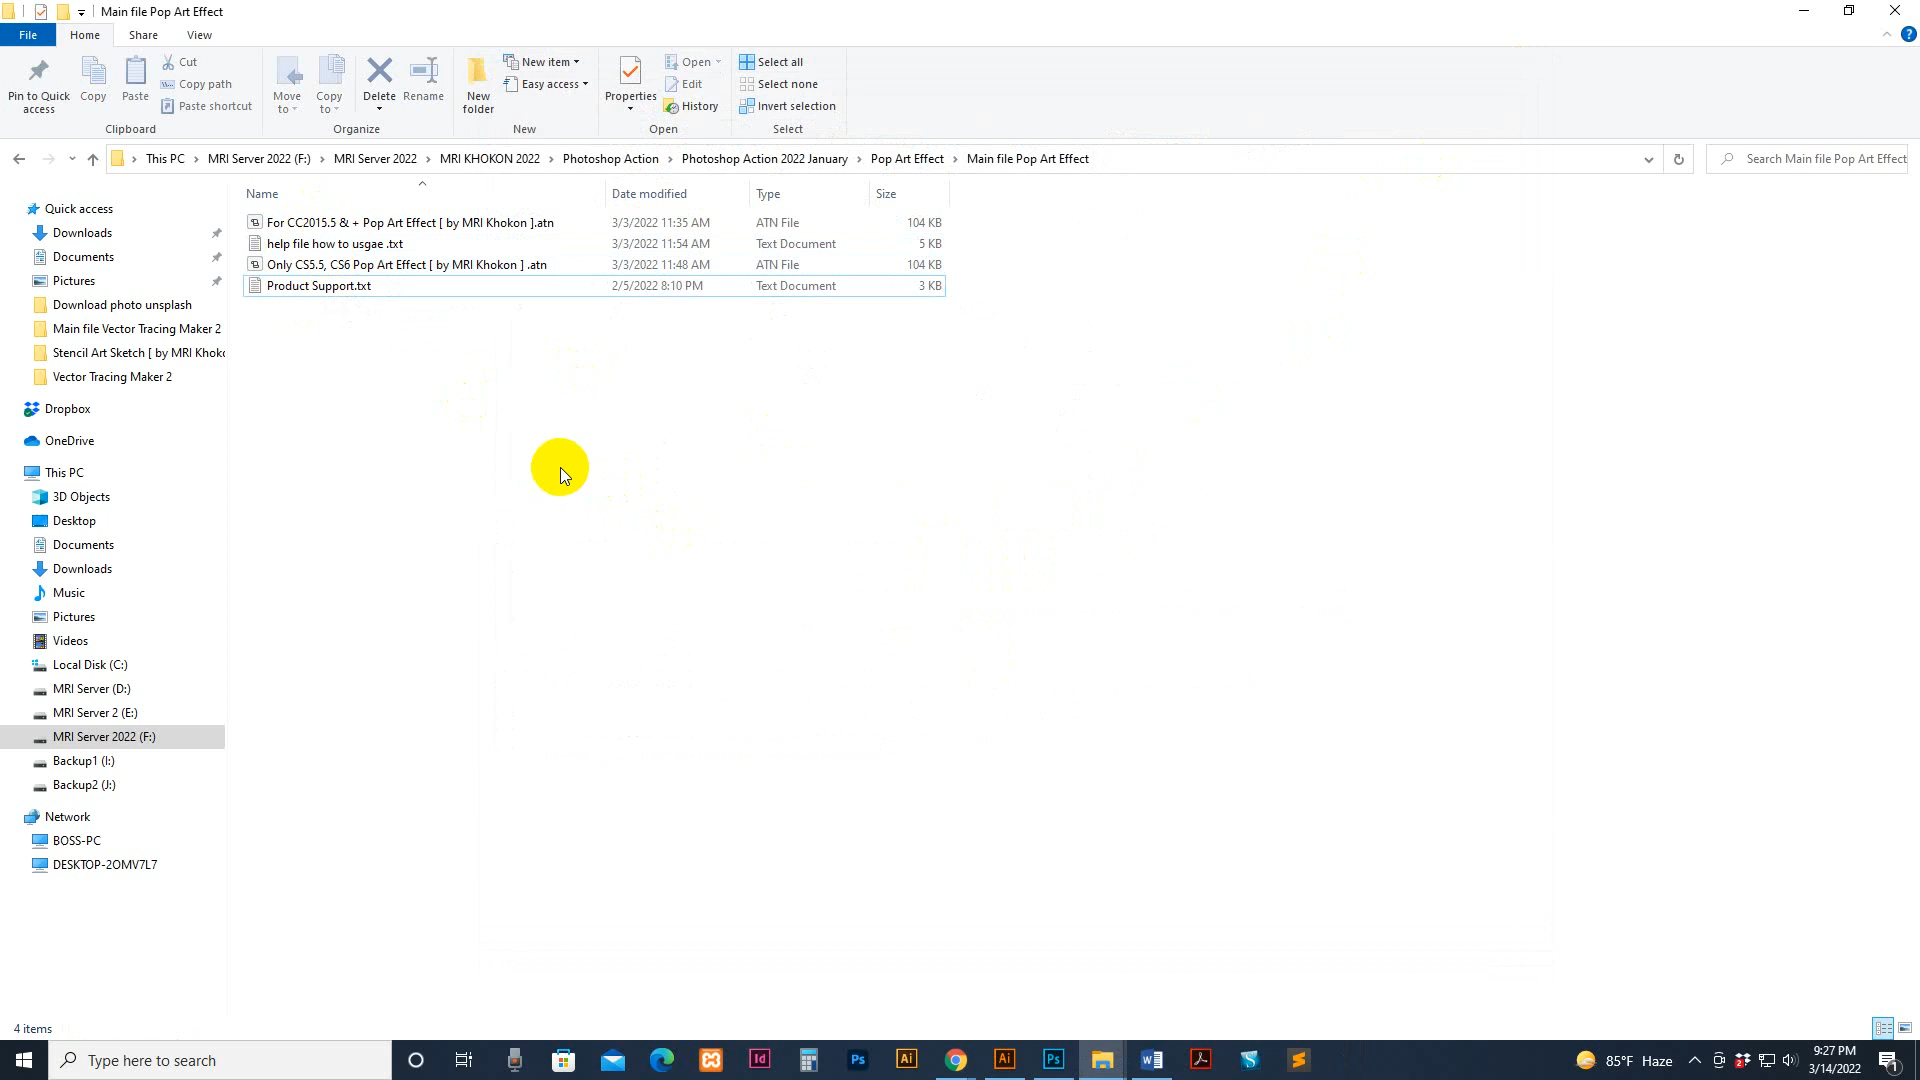 Main file Pop Art Effect
File Home Share View
Pin to Quick access
Copy
Paste
Cut
Copy path
Paste shortcut
Clipboard
Move to
Copy to
Delete
Rename
Organize
New folder
New item
Easy access
New
Properties
Open
Edit
History
Open
Select all
Select none
Invert selection
Select
This PC › MRI Server 2022 (F:) › MRI Server 2022 › MRI KHOKON 2022 › Photoshop Action › Photoshop Action 2022 January › Pop Art Effect › Main file Pop Art Effect
Search Main file Pop Art Effect
Name Date modified Type Size
For CC2015.5 & + Pop Art Effect [ by MRI Khokon ].atn 3/3/2022 11:35 AM ATN File 104 KB
help file how to usgae .txt 3/3/2022 11:54 AM Text Document 5 KB
Only CS5.5, CS6 Pop Art Effect [ by MRI Khokon ] .atn 3/3/2022 11:48 AM ATN File 104 KB
Product Support.txt 2/5/2022 8:10 PM Text Document 3 KB
Quick access
Downloads
Documents
Pictures
Download photo unsplash
Main file Vector Tracing Maker 2
Stencil Art Sketch [ by MRI Khoko
Vector Tracing Maker 2
Dropbox
OneDrive
This PC
3D Objects
Desktop
Documents
Downloads
Music
Pictures
Videos
Local Disk (C:)
MRI Server (D:)
MRI Server 2 (E:)
MRI Server 2022 (F:)
Backup1 (I:)
Backup2 (J:)
Network
BOSS-PC
DESKTOP-2OMV7L7
4 items
Type here to search
85°F Haze
9:27 PM
3/14/2022